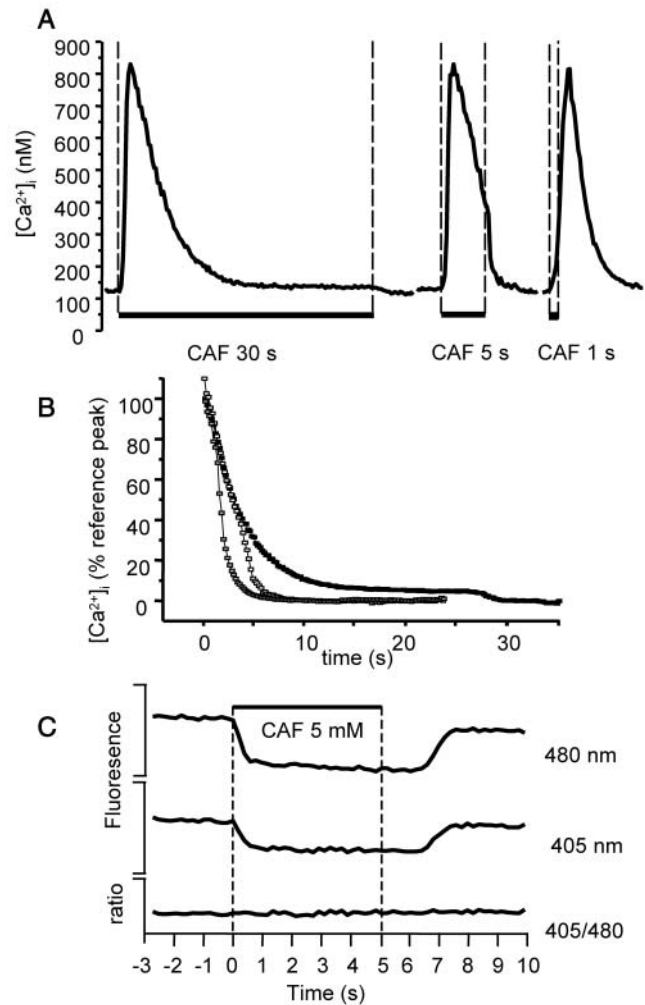 A
900
800
700
600
500
400
300
200
100
0
[Ca²⁺]ᵢ (nM)
CAF 30 s
CAF 5 s
CAF 1 s
B
100
80
60
40
20
0
[Ca²⁺]ᵢ (% reference peak)
0
10
20
30
time (s)
C
CAF 5 mM
480 nm
Fluoresence
405 nm
ratio
405/480
-3 -2 -1 0 1 2 3 4 5 6 7 8 9 10
Time (s)